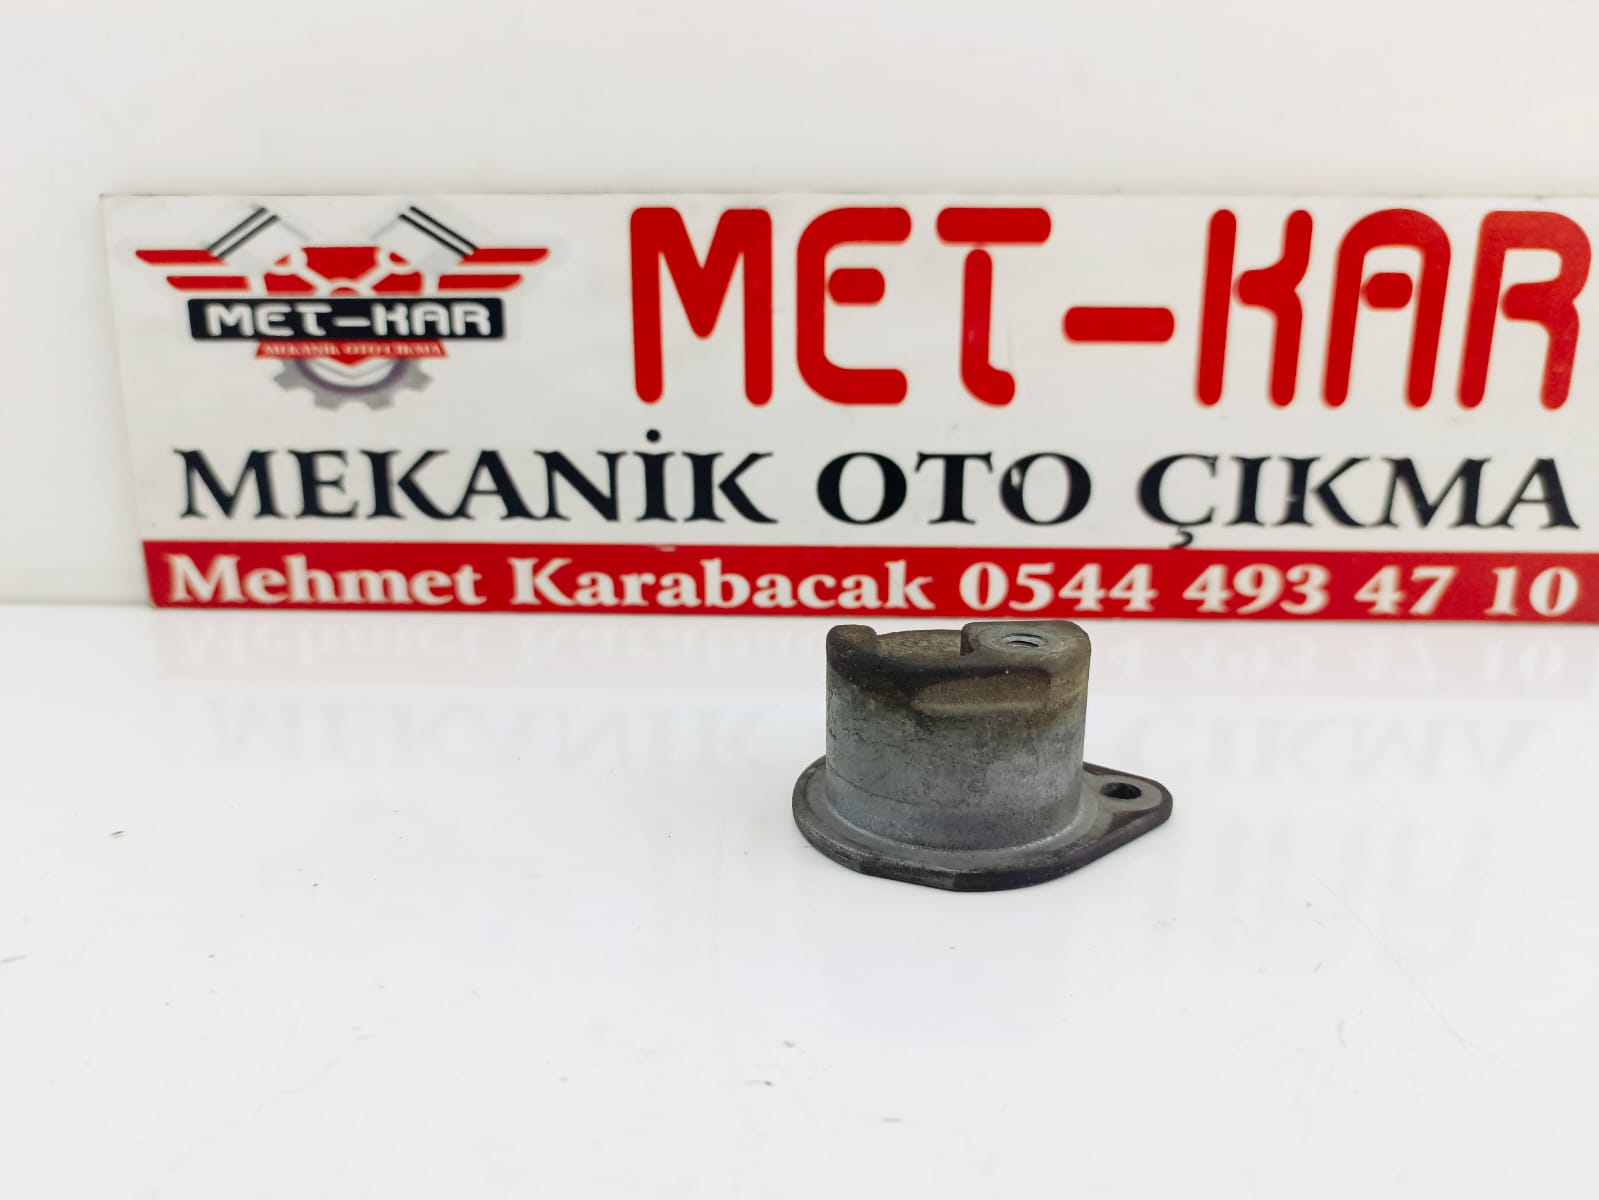 MET-KAR
MEKANİK OTO ÇIKMA
MET-KAR
MEKANİK OTO ÇIKMA
Mehmet Karabacak 0544 493 47 10